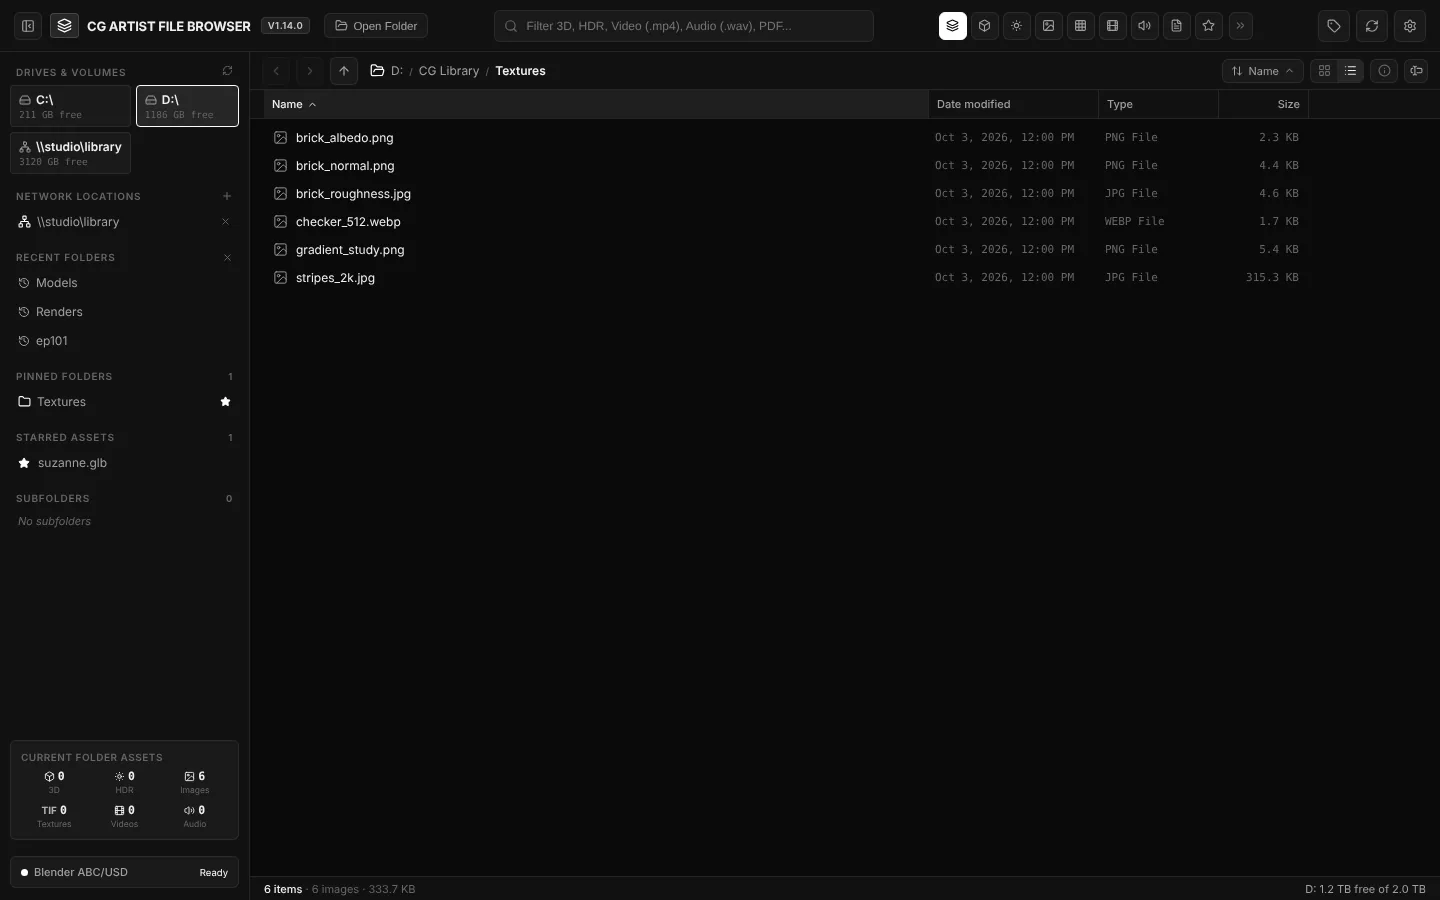 CG ARTIST FILE BROWSER V1.14.0 Open Folder Filter 3D, HDR, Video (.mp4), Audio (.wav), PDF...
DRIVES & VOLUMES
C:\
211 GB free
D:\
1186 GB free
\\studio\library
3120 GB free
NETWORK LOCATIONS
\\studio\library
RECENT FOLDERS
Models
Renders
ep101
PINNED FOLDERS 1
Textures
STARRED ASSETS 1
suzanne.glb
SUBFOLDERS 0
No subfolders
CURRENT FOLDER ASSETS
0 0 6
3D HDR Images
TIF 0 0 0
Textures Videos Audio
Blender ABC/USD Ready
D: / CG Library / Textures Name
Name Date modified Type Size
brick_albedo.png Oct 3, 2026, 12:00 PM PNG File 2.3 KB
brick_normal.png Oct 3, 2026, 12:00 PM PNG File 4.4 KB
brick_roughness.jpg Oct 3, 2026, 12:00 PM JPG File 4.6 KB
checker_512.webp Oct 3, 2026, 12:00 PM WEBP File 1.7 KB
gradient_study.png Oct 3, 2026, 12:00 PM PNG File 5.4 KB
stripes_2k.jpg Oct 3, 2026, 12:00 PM JPG File 315.3 KB
6 items · 6 images · 333.7 KB D: 1.2 TB free of 2.0 TB